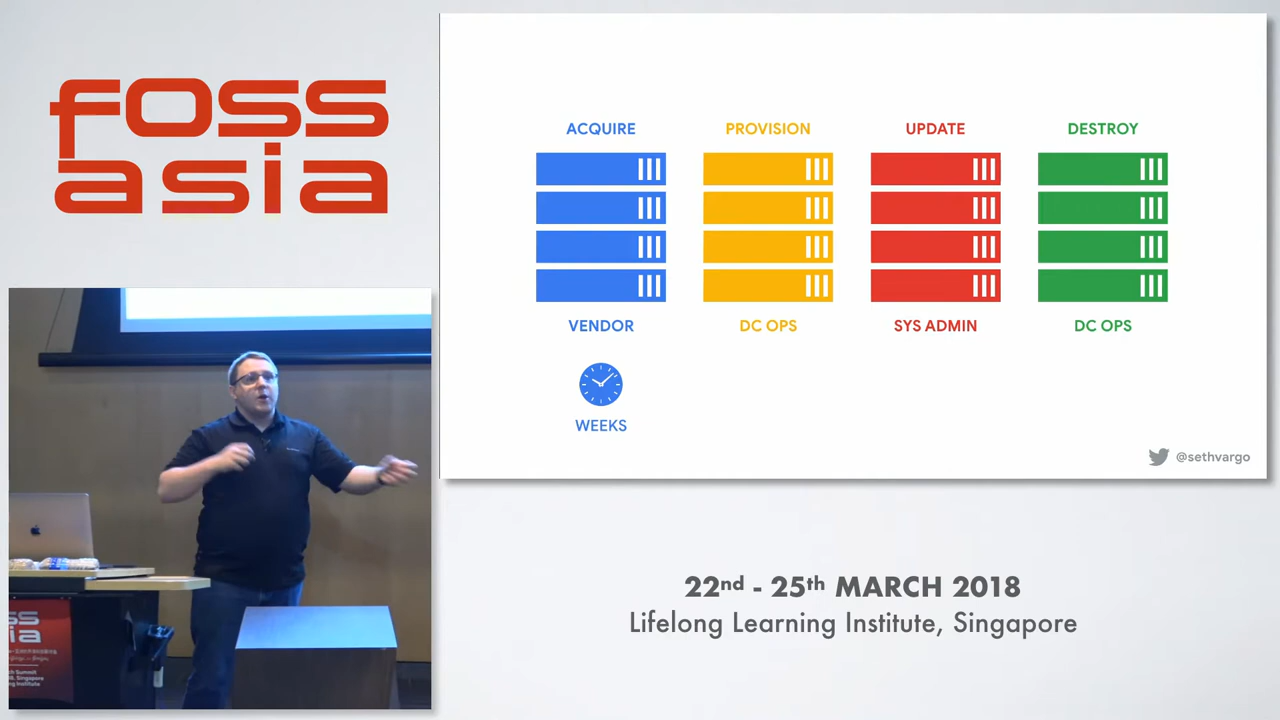 foss
asia
ACQUIRE
PROVISION
UPDATE
DESTROY
VENDOR
DC OPS
SYS ADMIN
DC OPS
WEEKS
@sethvargo
22nd - 25th MARCH 2018
Lifelong Learning Institute, Singapore